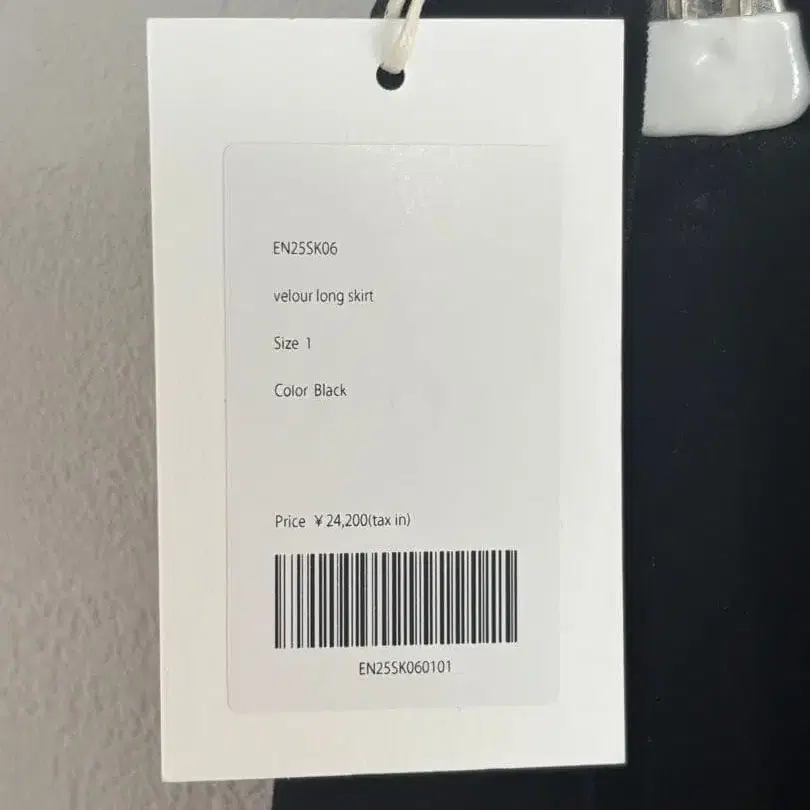 EN25SK06
velour long skirt
Size 1
Color Black
Price ¥24,200(tax in)
EN25SK060101